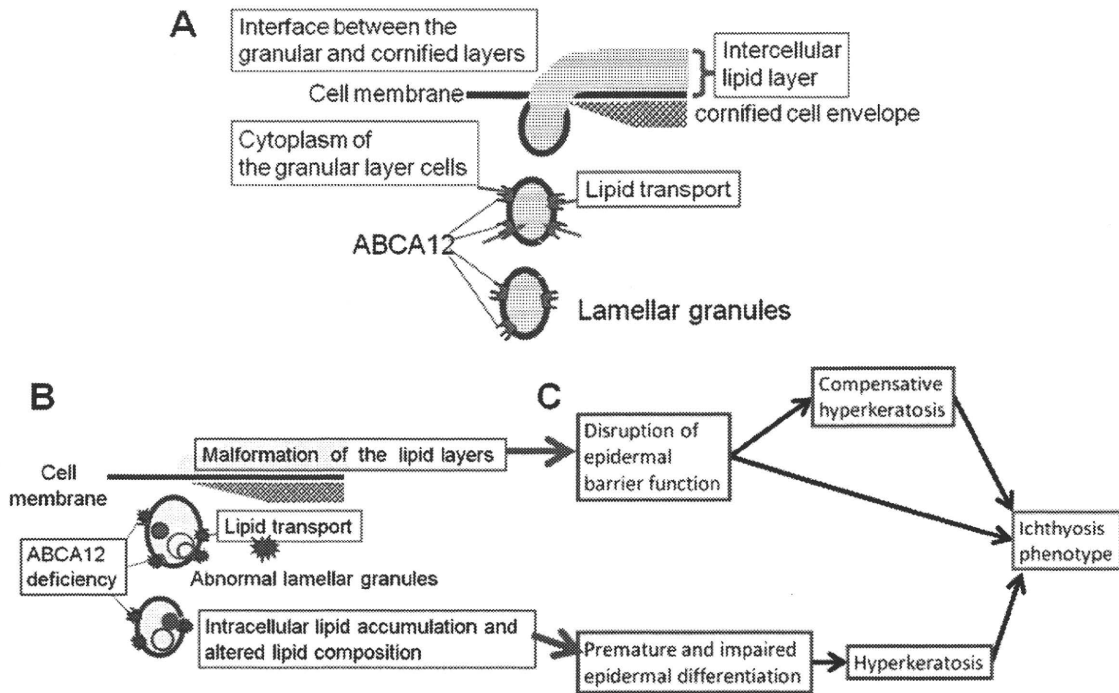 A
Interface between the
granular and cornified layers
Intercellular
lipid layer
Cell membrane
cornified cell envelope
Cytoplasm of
the granular layer cells
Lipid transport
ABCA12
Lamellar granules
B
Malformation of the lipid layers
Cell
membrane
Lipid transport
ABCA12
deficiency
Abnormal lamellar granules
Intracellular lipid accumulation and
altered lipid composition
C
Compensative
hyperkeratosis
Disruption of
epidermal
barrier function
Ichthyosis
phenotype
Premature and impaired
epidermal differentiation
Hyperkeratosis